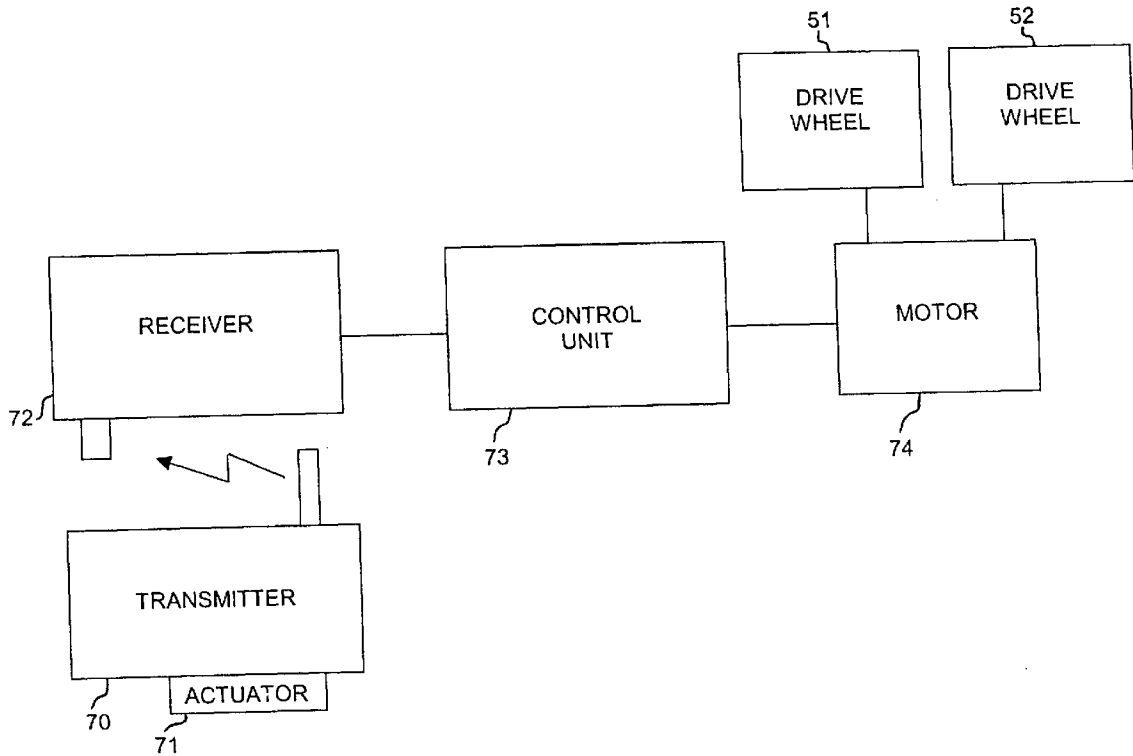 51
52
DRIVE
WHEEL
DRIVE
WHEEL
RECEIVER
CONTROL
UNIT
MOTOR
72
73
74
TRANSMITTER
ACTUATOR
70
71